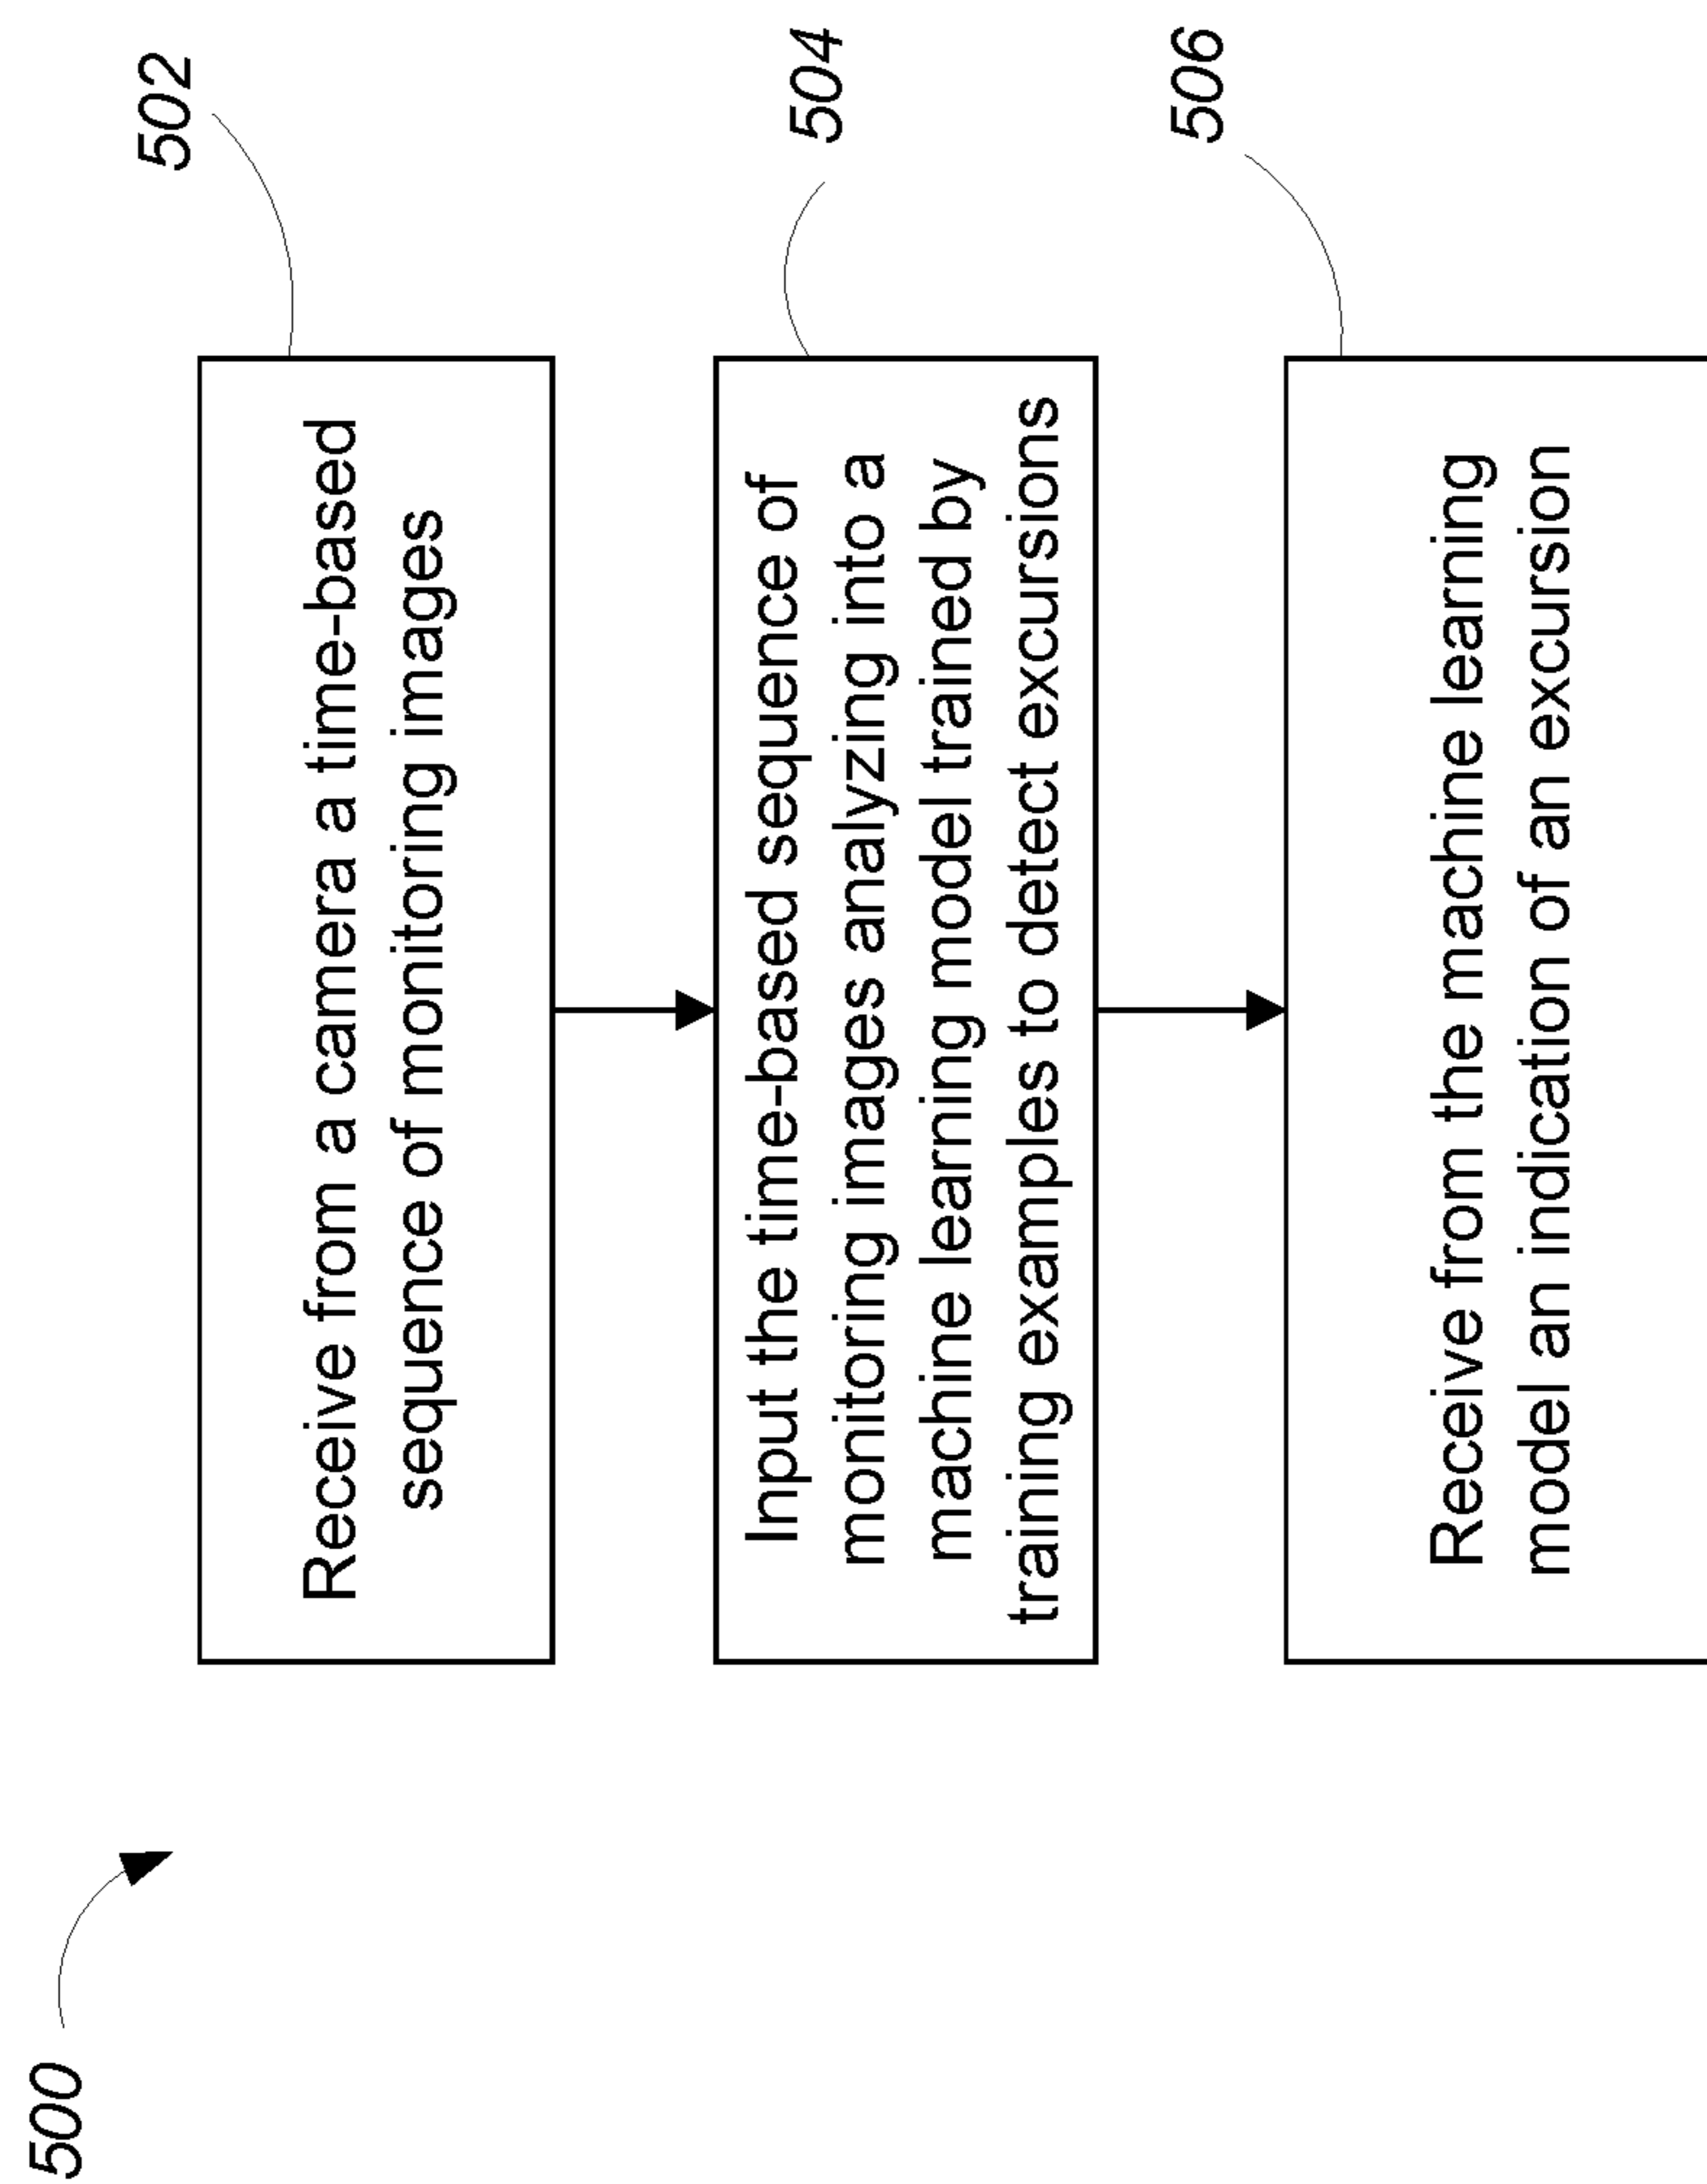 500
502
Receive from a camera a time-based
sequence of monitoring images
504
Input the time-based sequence of
monitoring images analyzing into a
machine learning model trained by
training examples to detect excursions
506
Receive from the machine learning
model an indication of an excursion